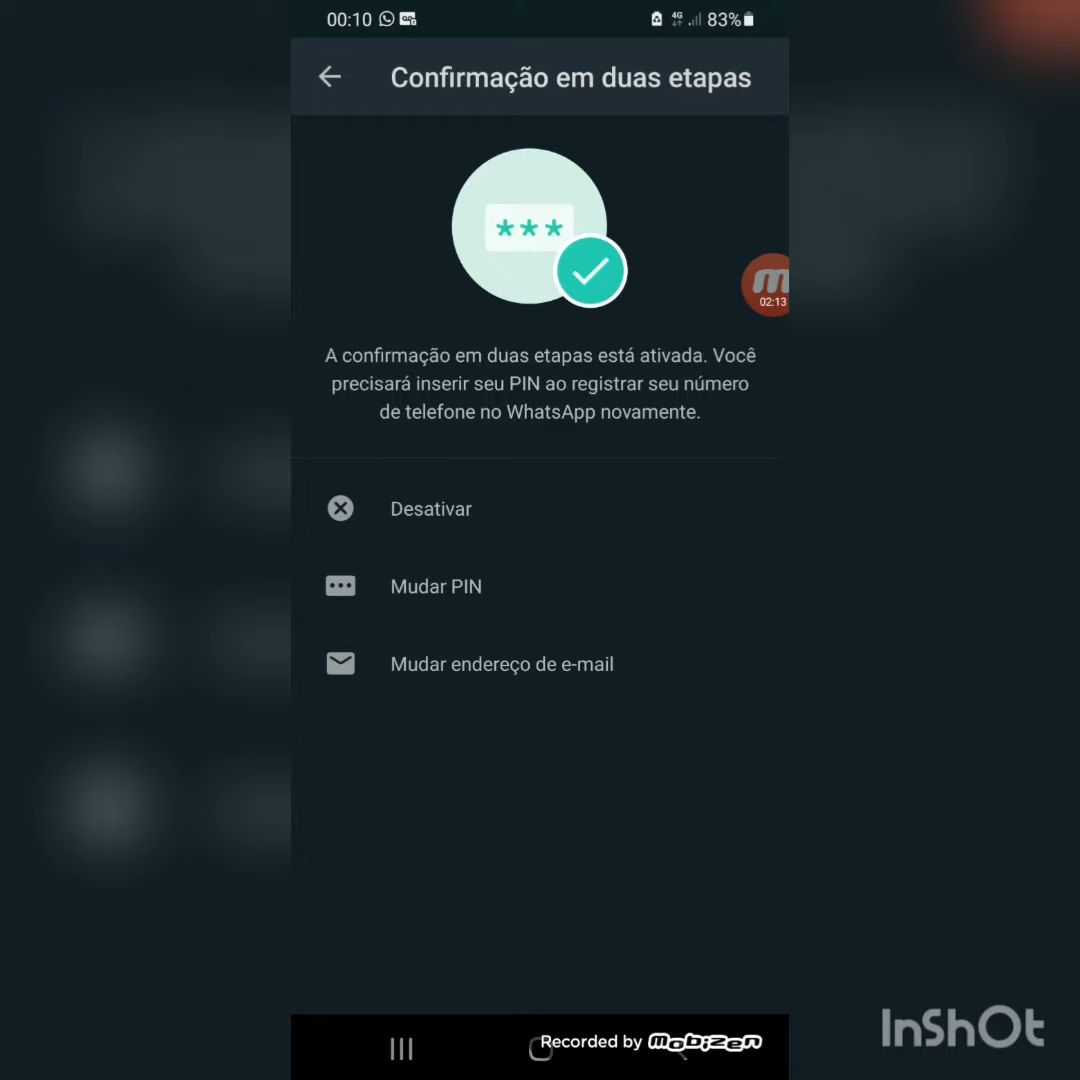 00:10 4G 83%
Confirmação em duas etapas
***
m
02:13
A confirmação em duas etapas está ativada. Você
precisará inserir seu PIN ao registrar seu número
de telefone no WhatsApp novamente.
Desativar
Mudar PIN
Mudar endereço de e-mail
Recorded by mobizen
InShOt